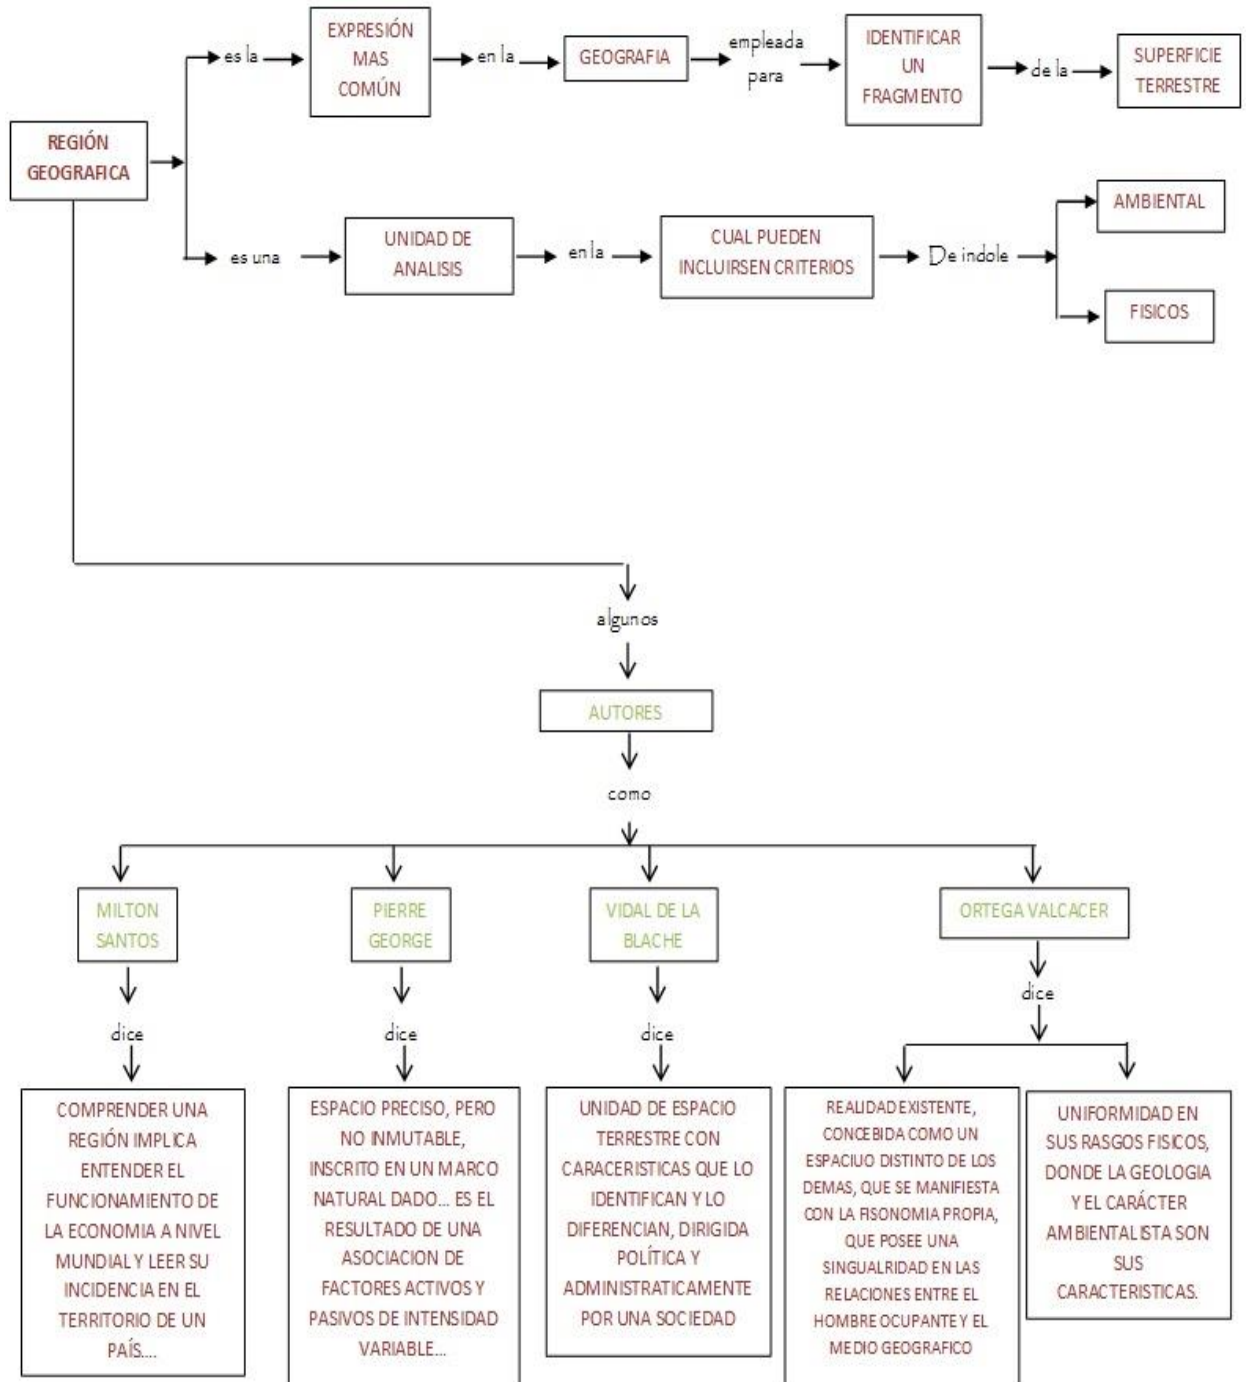 REGIÓN
GEOGRAFICA
es la
EXPRESIÓN
MAS
COMÚN
en la
GEOGRAFIA
empleada
para
IDENTIFICAR
UN
FRAGMENTO
de la
SUPERFICIE
TERRESTRE
es una
UNIDAD DE
ANALISIS
en la
CUAL PUEDEN
INCLUIRSEN CRITERIOS
De indole
AMBIENTAL
FISICOS
algunos
AUTORES
como
MILTON
SANTOS
dice
COMPRENDER UNA
REGIÓN IMPLICA
ENTENDER EL
FUNCIONAMIENTO DE
LA ECONOMIA A NIVEL
MUNDIAL Y LEER SU
INCIDENCIA EN EL
TERRITORIO DE UN
PAÍS....
PIERRE
GEORGE
dice
ESPACIO PRECISO, PERO
NO INMUTABLE,
INSCRITO EN UN MARCO
NATURAL DADO... ES EL
RESULTADO DE UNA
ASOCIACION DE
FACTORES ACTIVOS Y
PASIVOS DE INTENSIDAD
VARIABLE...
VIDAL DE LA
BLACHE
dice
UNIDAD DE ESPACIO
TERRESTRE CON
CARACERISTICAS QUE LO
IDENTIFICAN Y LO
DIFERENCIAN, DIRIGIDA
POLÍTICA Y
ADMINISTRATICAMENTE
POR UNA SOCIEDAD
ORTEGA VALCACER
dice
REALIDAD EXISTENTE,
CONCEBIDA COMO UN
ESPACIUO DISTINTO DE LOS
DEMAS, QUE SE MANIFIESTA
CON LA FISONOMIA PROPIA,
QUE POSEE UNA
SINGUALRIDAD EN LAS
RELACIONES ENTRE EL
HOMBRE OCUPANTE Y EL
MEDIO GEOGRAFICO
UNIFORMIDAD EN
SUS RASGOS FISICOS,
DONDE LA GEOLOGIA
Y EL CARÁCTER
AMBIENTALISTA SON
SUS
CARACTERISTICAS.